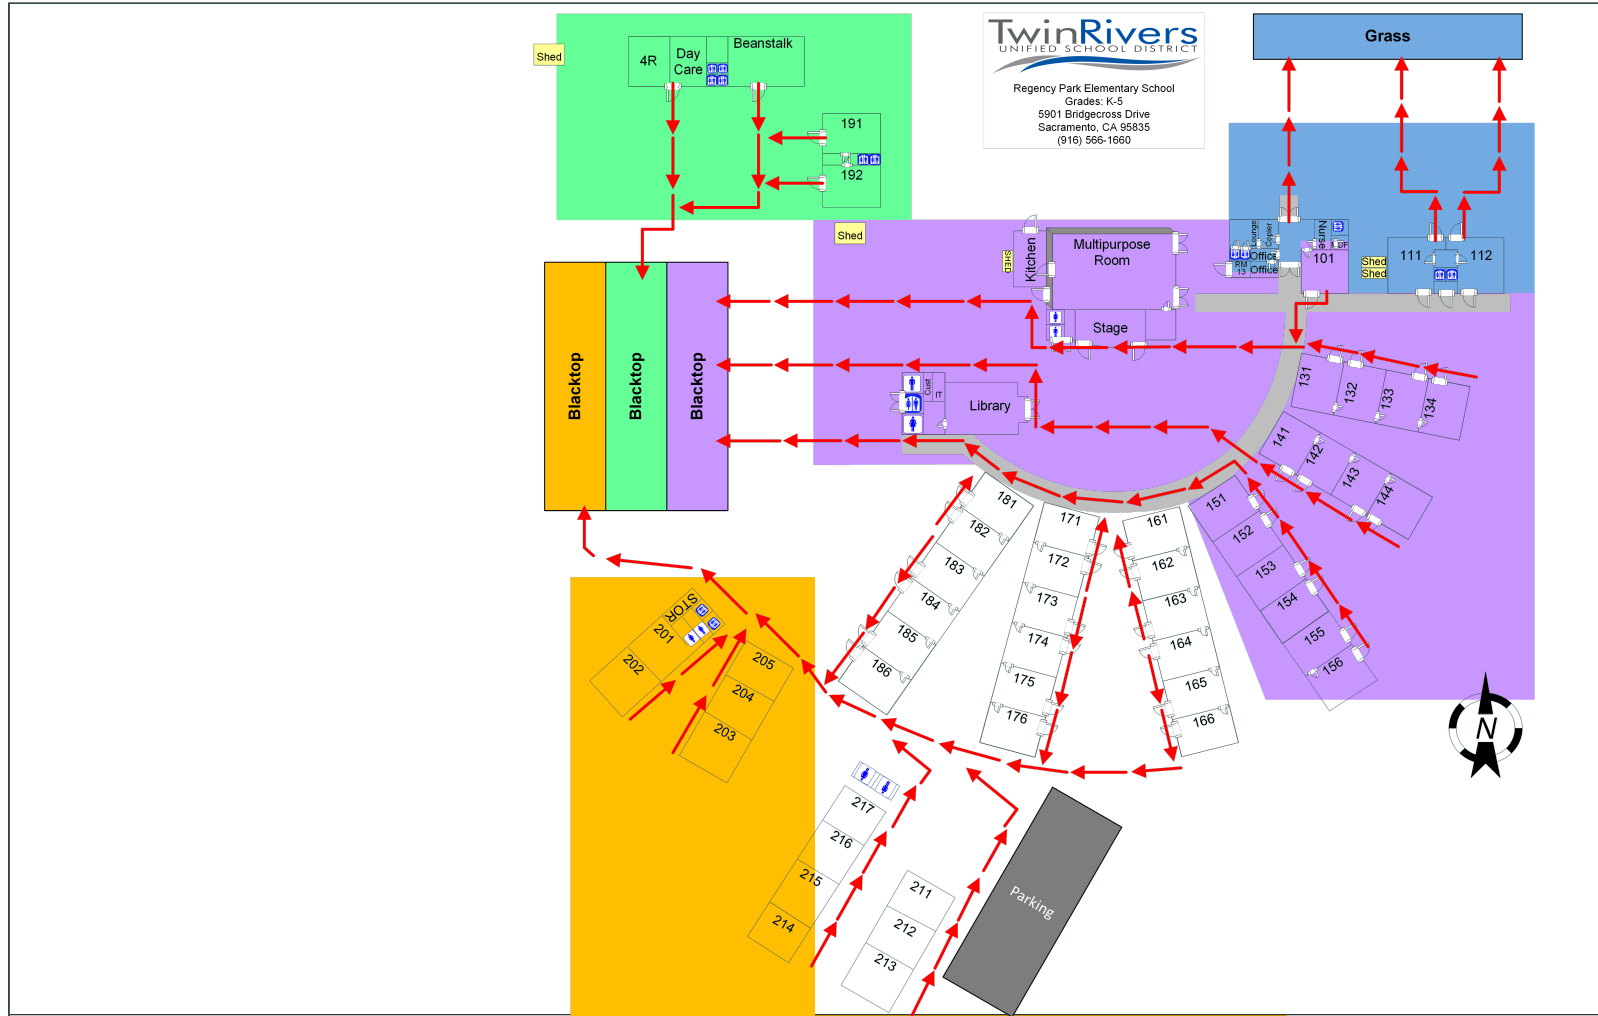 TwinRivers
UNIFIED SCHOOL DISTRICT
Regency Park Elementary School
Grades: K-5
5901 Bridgecross Drive
Sacramento, CA 95835
(916) 566-1660
Grass
Shed
4R
Day
Care
Beanstalk
191
192
Shed
Kitchen
SHED
Multipurpose
Room
Stage
Lounge
Copier
Nurse
Office
Office
RM
13
101
Shed
Shed
111
112
Blacktop
Blacktop
Blacktop
Cust
IT
Library
131
132
133
134
141
142
143
144
151
152
153
154
155
156
161
162
163
164
165
166
171
172
173
174
175
176
181
182
183
184
185
186
STOR
201
202
205
204
203
217
216
215
214
211
212
213
Parking
N